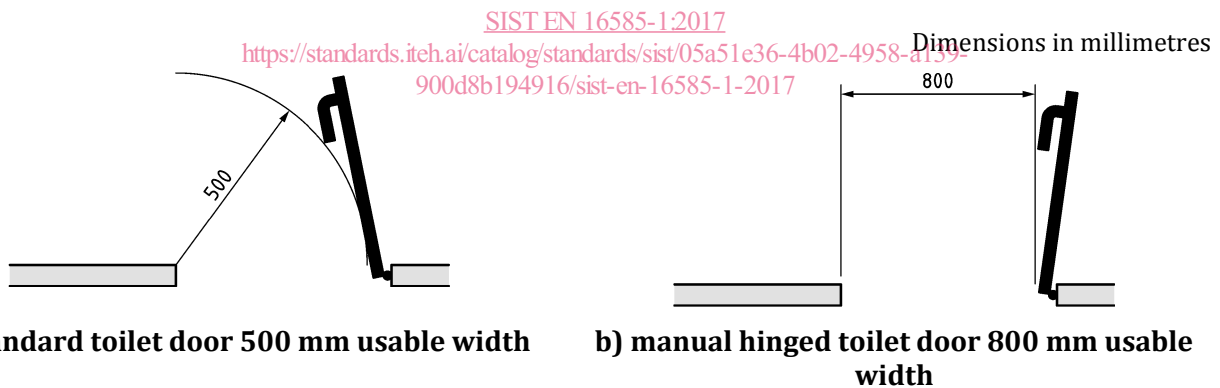 SIST EN 16585-1:2017
Dimensions in millimetres
https://standards.iteh.ai/catalog/standards/sist/05a51e36-4b02-4958-a139-
900d8b194916/sist-en-16585-1-2017
800
500
toilet door 500 mm usable width
b) manual hinged toilet door 800 mm usable
width